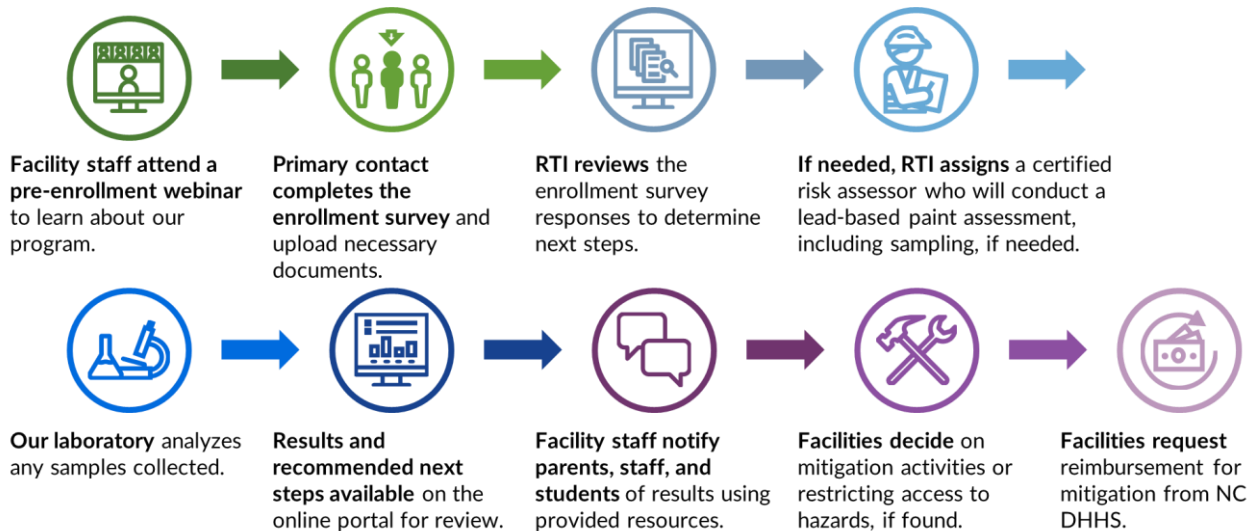 Facility staff attend a
pre-enrollment webinar
to learn about our
program.
Primary contact
completes the
enrollment survey and
upload necessary
documents.
RTI reviews the
enrollment survey
responses to determine
next steps.
If needed, RTI assigns a certified
risk assessor who will conduct a
lead-based paint assessment,
including sampling, if needed.
Our laboratory analyzes
any samples collected.
Results and
recommended next
steps available on the
online portal for review.
Facility staff notify
parents, staff, and
students of results using
provided resources.
Facilities decide on
mitigation activities or
restricting access to
hazards, if found.
Facilities request
reimbursement for
mitigation from NC
DHHS.